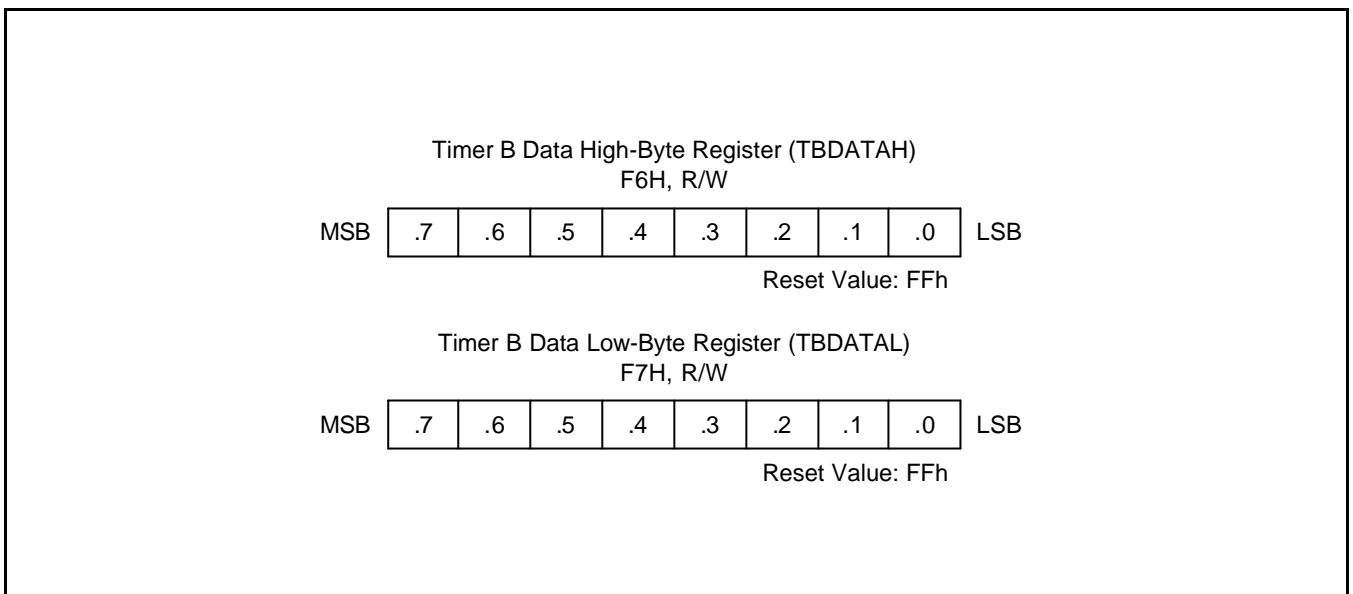 Timer B Data High-Byte Register (TBDATAH)
F6H, R/W
MSB .7 .6 .5 .4 .3 .2 .1 .0 LSB
Reset Value: FFh
Timer B Data Low-Byte Register (TBDATAL)
F7H, R/W
MSB .7 .6 .5 .4 .3 .2 .1 .0 LSB
Reset Value: FFh